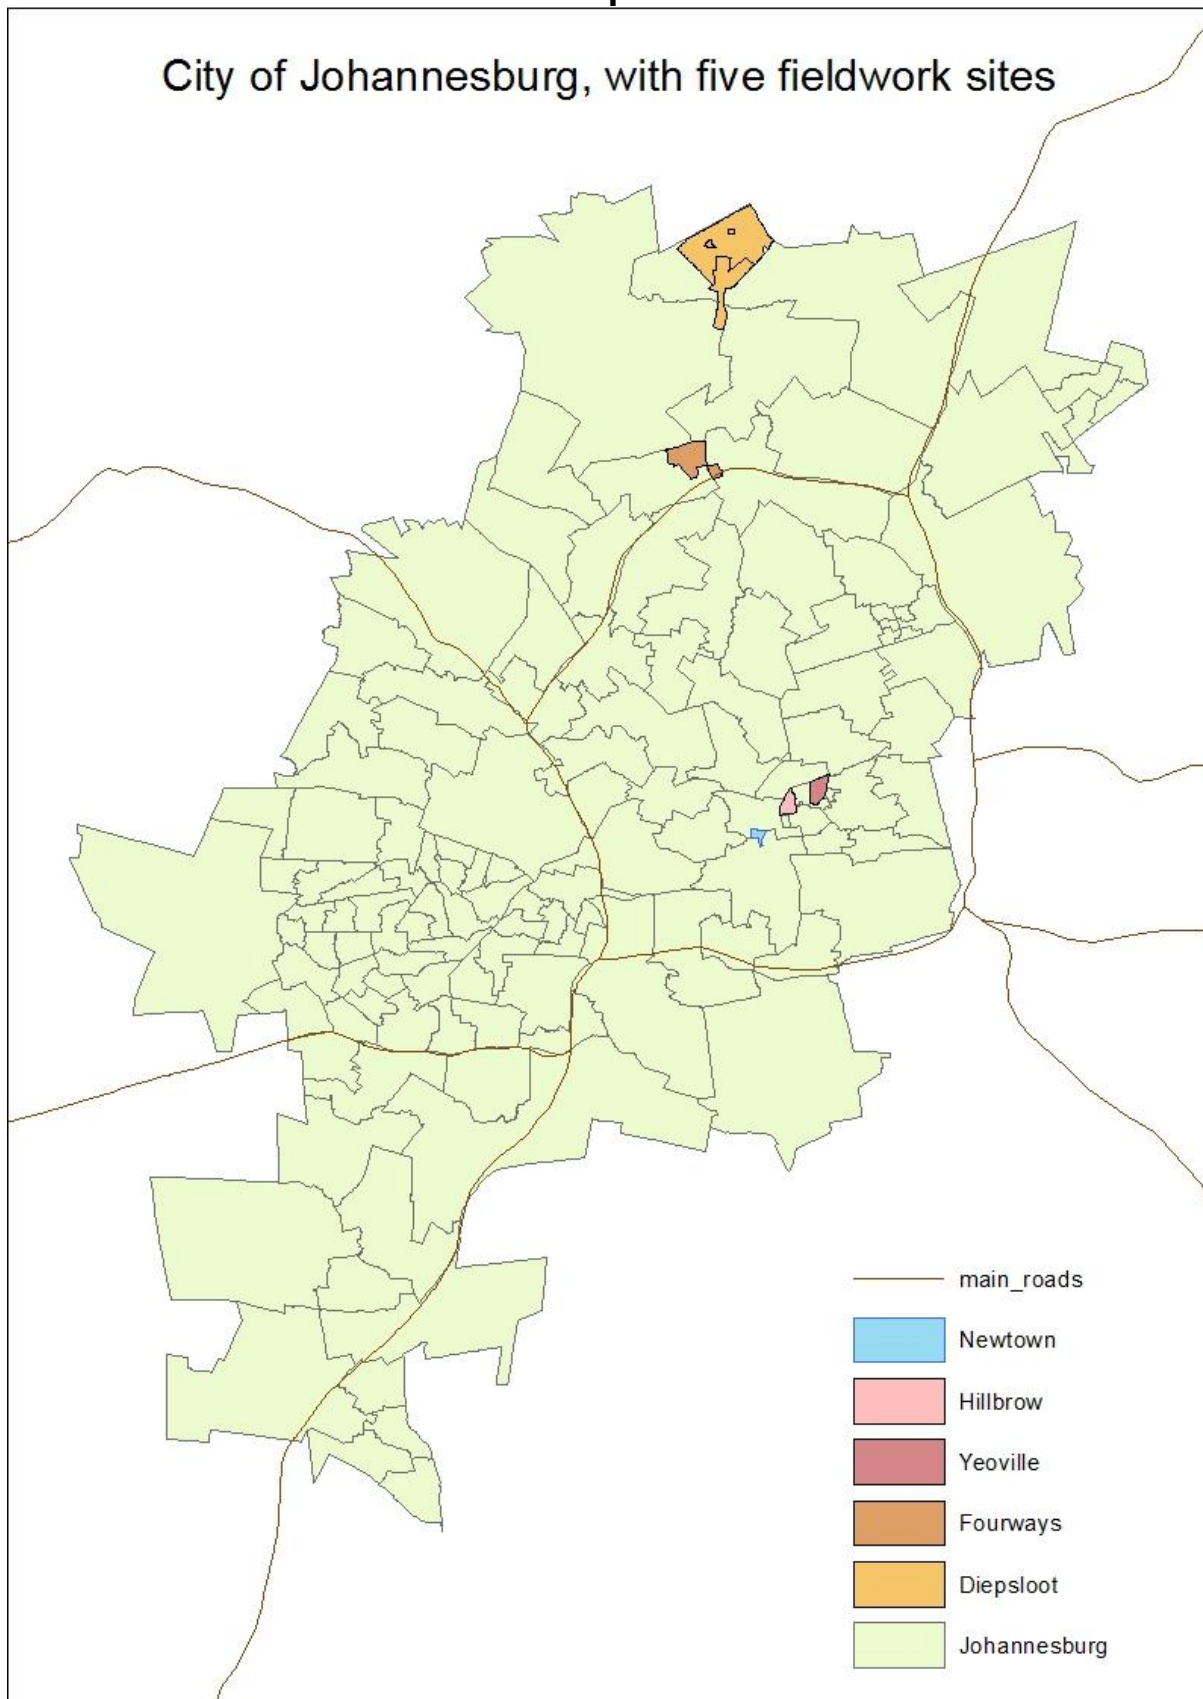 City of Johannesburg, with five fieldwork sites
main_roads
Newtown
Hillbrow
Yeoville
Fourways
Diepsloot
Johannesburg